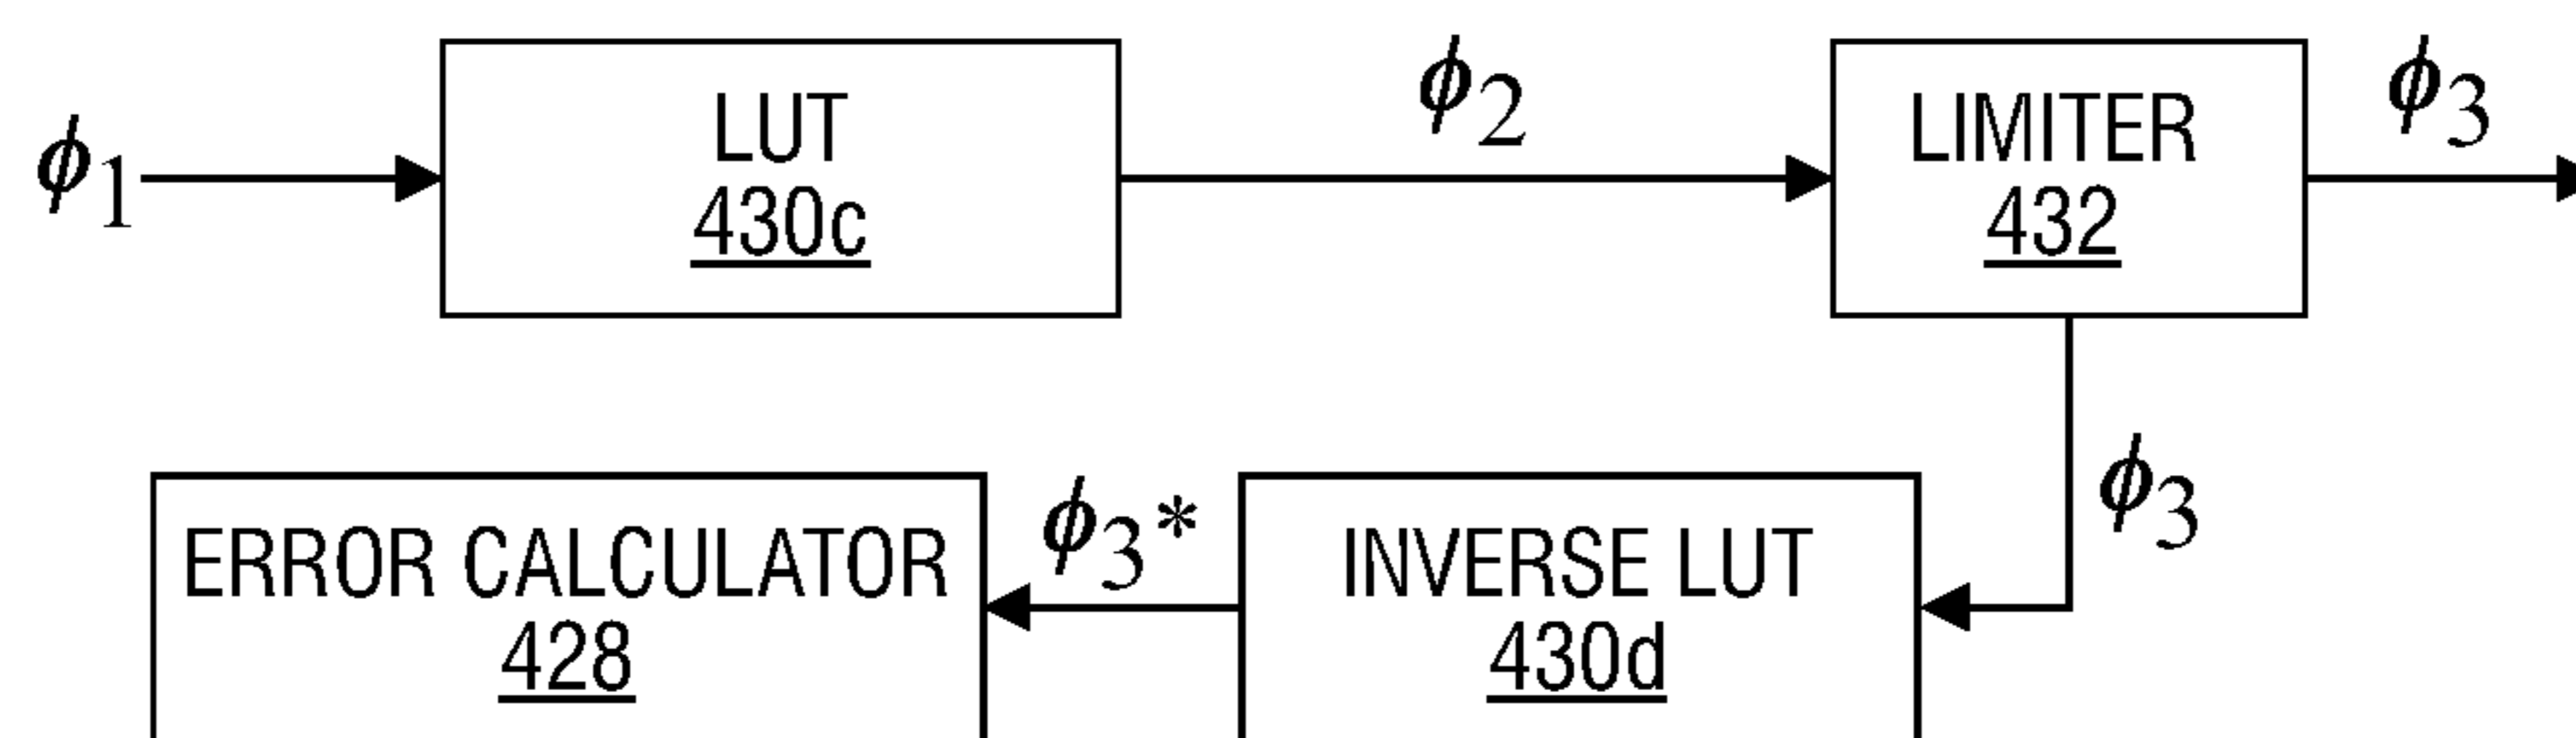 ϕ1
LUT
430c
ϕ2
LIMITER
432
ϕ3
ϕ3
ERROR CALCULATOR
428
ϕ3*
INVERSE LUT
430d